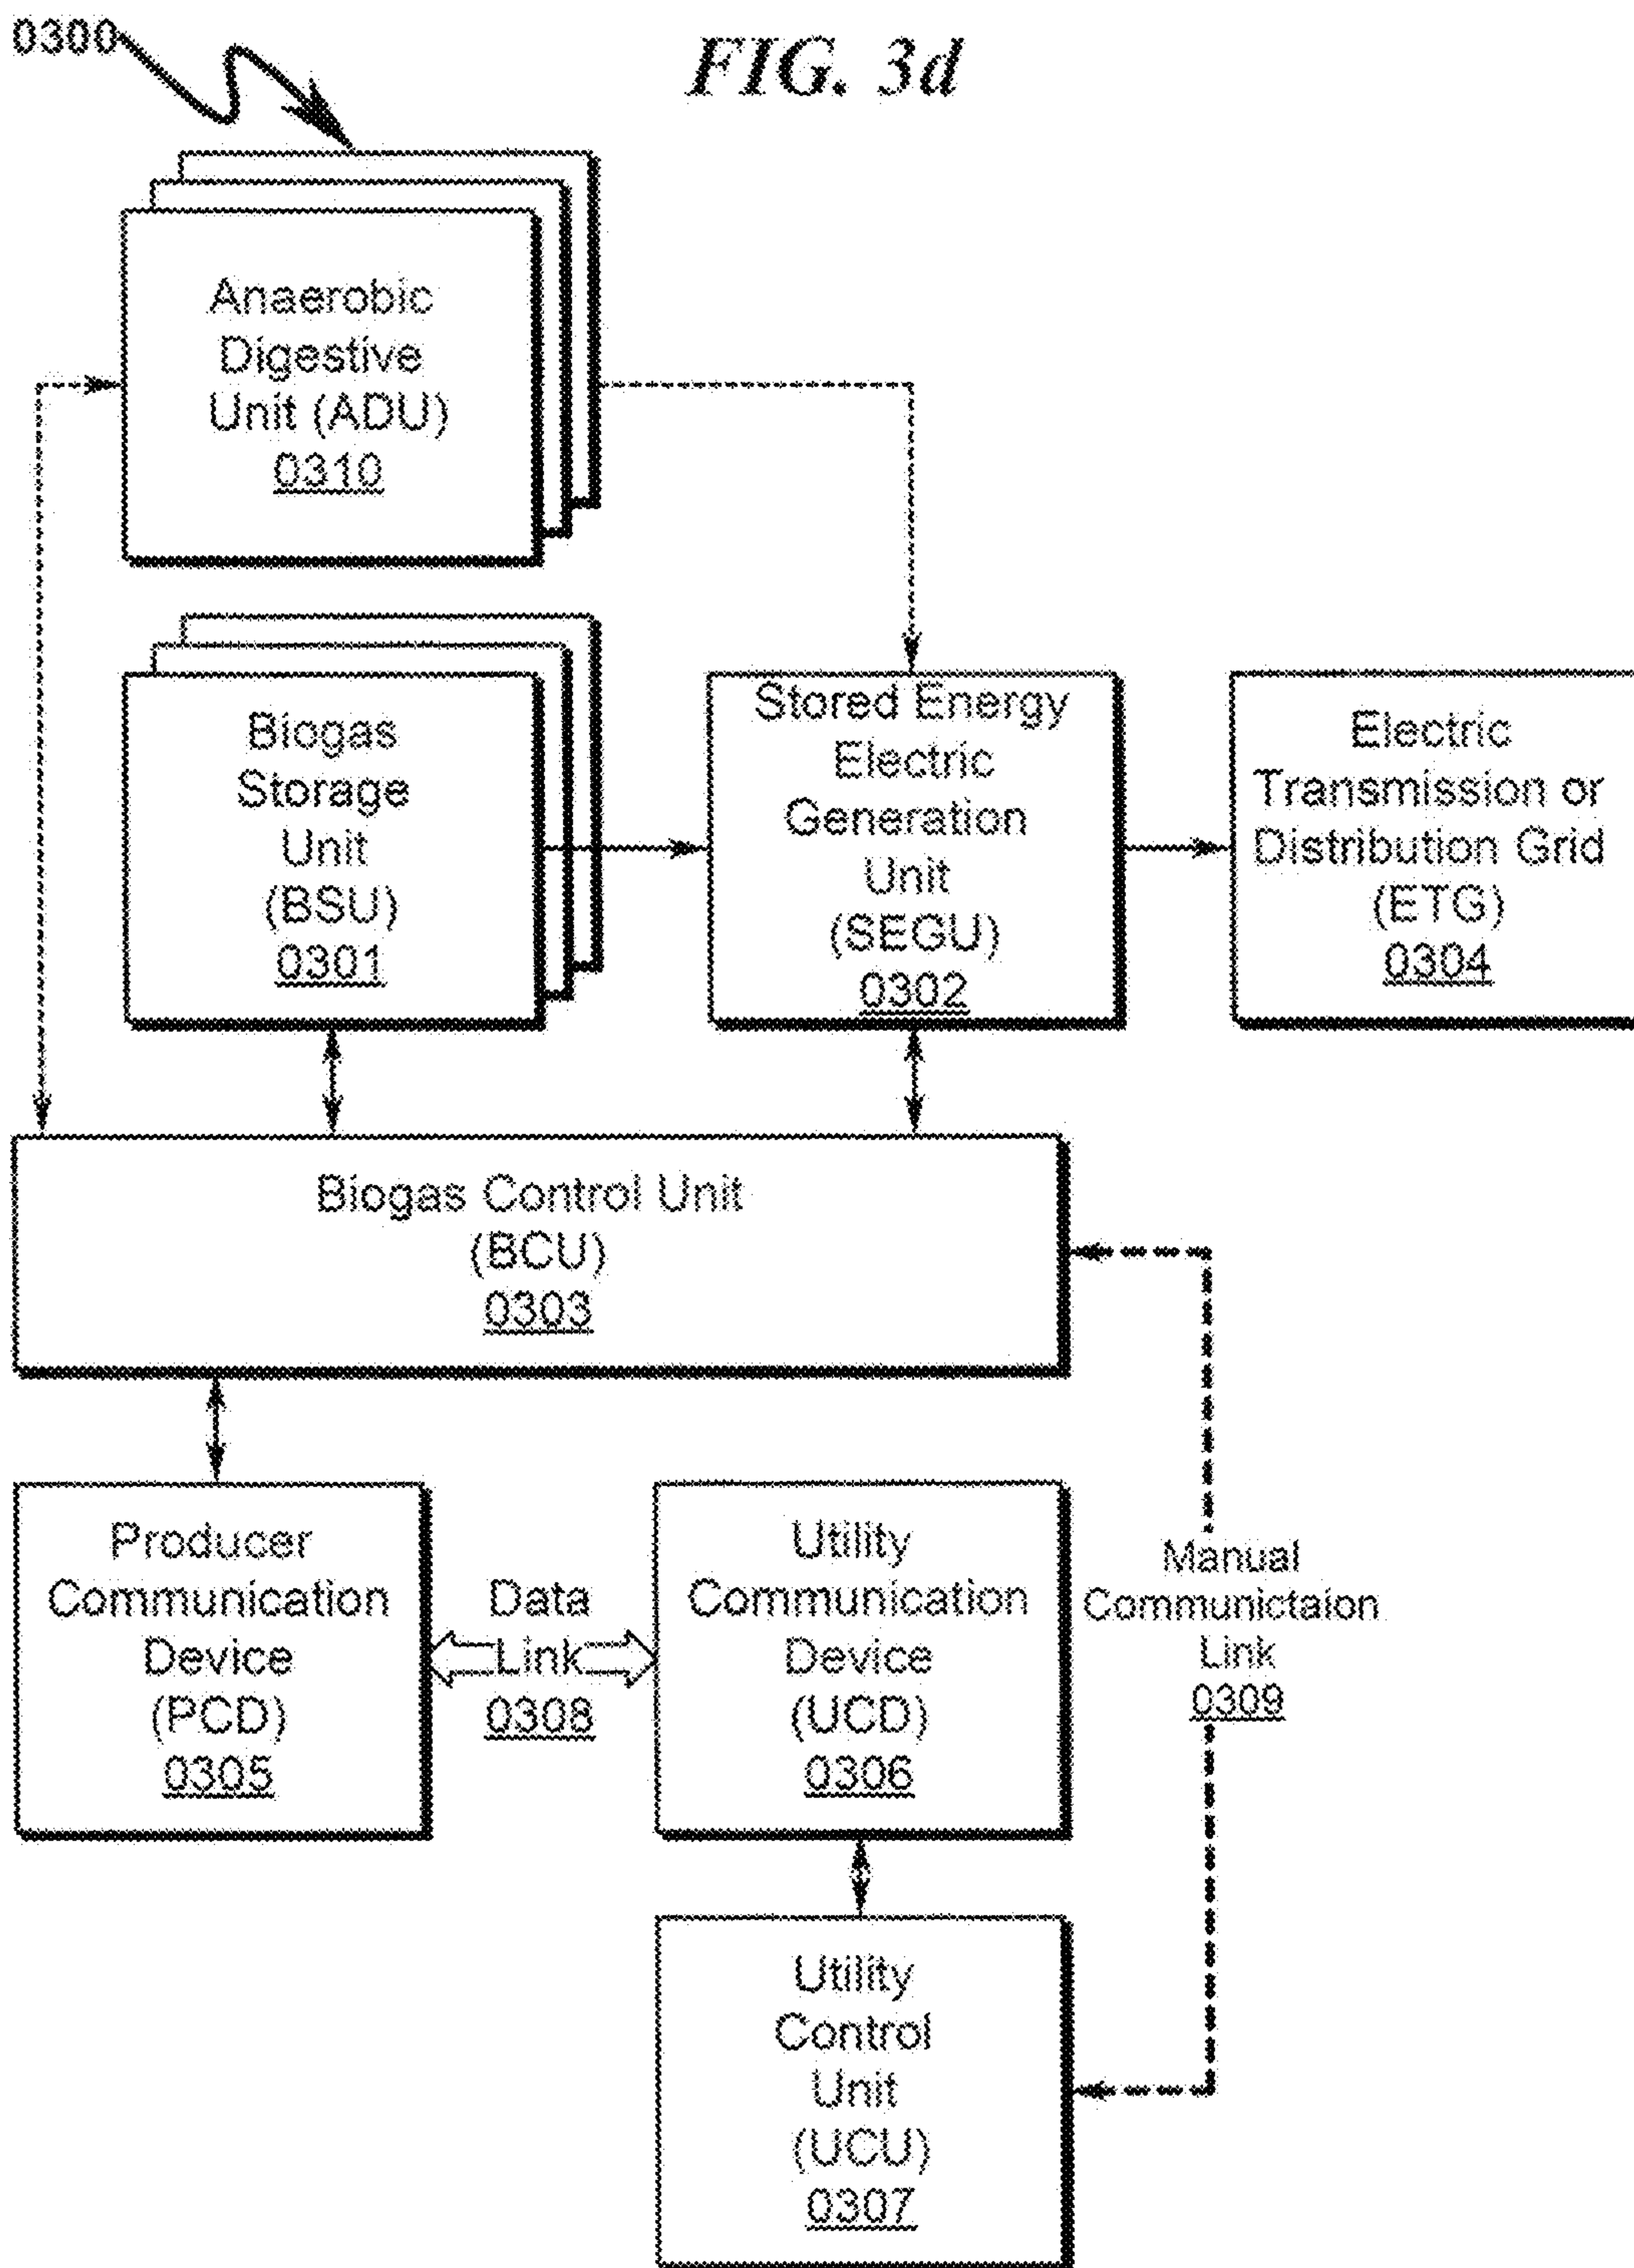 0300
FIG. 3d
Anaerobic
Digestive
Unit (ADU)
0310
Biogas
Storage
Unit
(BSU)
0301
Stored Energy
Electric
Generation
Unit
(SEGU)
0302
Electric
Transmission or
Distribution Grid
(ETG)
0304
Biogas Control Unit
(BCU)
0303
Producer
Communication
Device
(PCD)
0305
Data
Link
0308
Utility
Communication
Device
(UCD)
0306
Manual
Communictaion
Link
0309
Utility
Control
Unit
(UCU)
0307